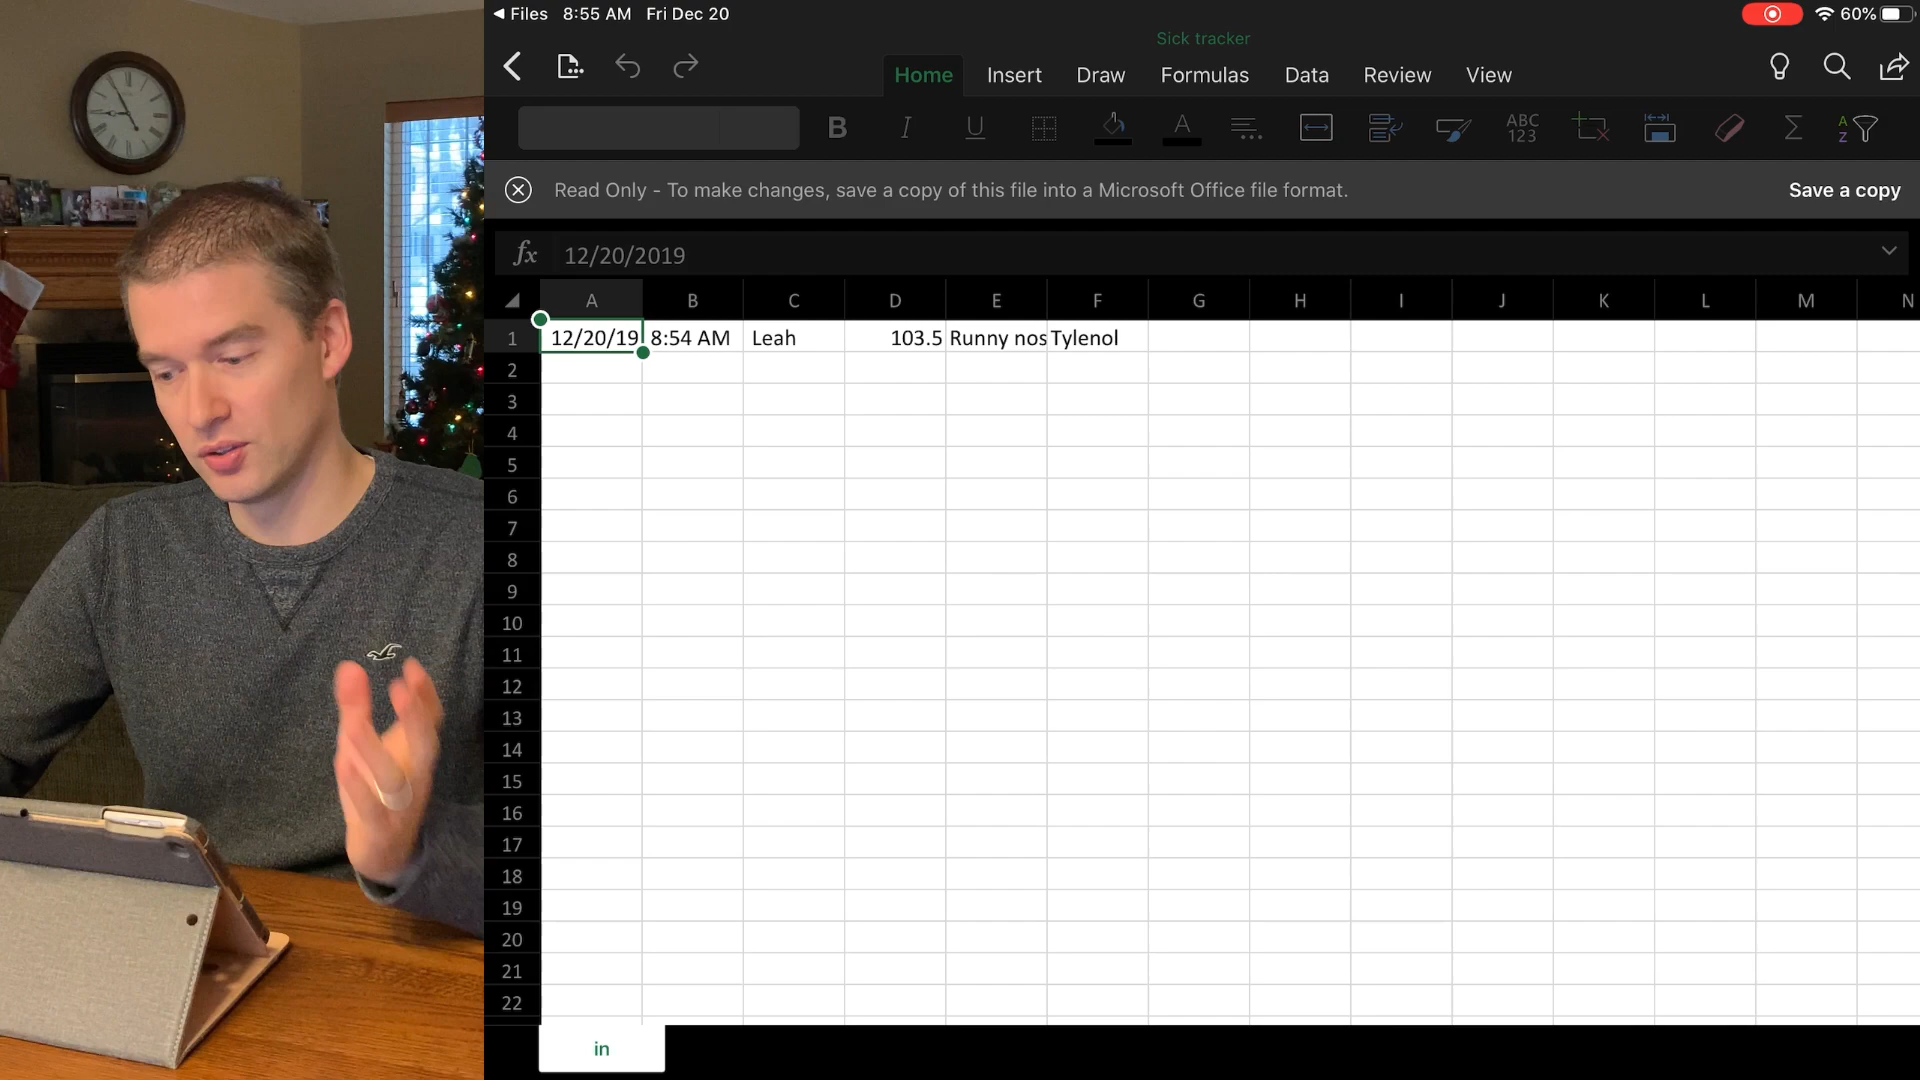 Files 8:55 AM Fri Dec 20
60%
Sick tracker
Home Insert Draw Formulas Data Review View
B I U A ABC 123 A Z
Read Only - To make changes, save a copy of this file into a Microsoft Office file format. Save a copy
fx 12/20/2019
A B C D E F G H I J K L M N
1 12/20/19 8:54 AM Leah 103.5 Runny nos Tylenol
2
3
4
5
6
7
8
9
10
11
12
13
14
15
16
17
18
19
20
21
22
in